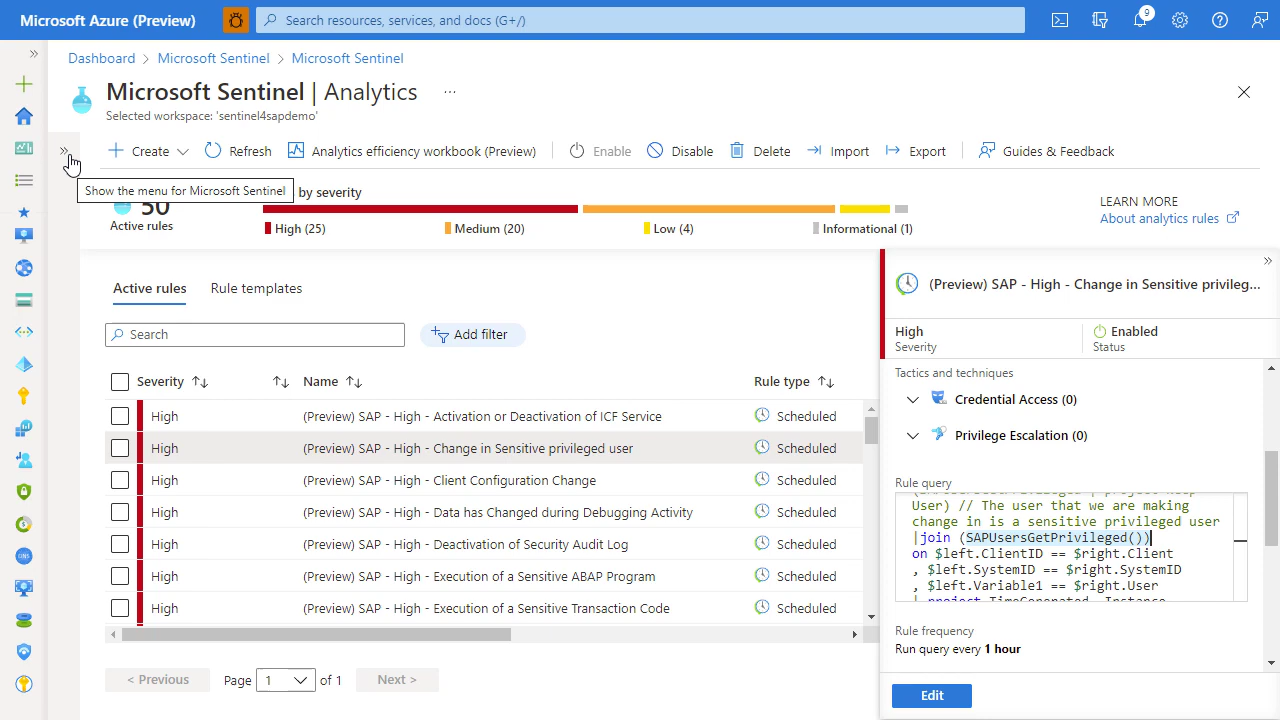 Microsoft Azure (Preview)
Search resources, services, and docs (G+/)
9
Dashboard > Microsoft Sentinel > Microsoft Sentinel
Microsoft Sentinel | Analytics ...
Selected workspace: 'sentinel4sapdemo'
Create
Refresh
Analytics efficiency workbook (Preview)
Enable
Disable
Delete
Import
Export
Guides & Feedback
Show the menu for Microsoft Sentinel
by severity
50
Active rules
High (25)
Medium (20)
Low (4)
Informational (1)
LEARN MORE
About analytics rules
Active rules
Rule templates
Search
Add filter
Severity
Name
Rule type
High (Preview) SAP - High - Activation or Deactivation of ICF Service Scheduled
High (Preview) SAP - High - Change in Sensitive privileged user Scheduled
High (Preview) SAP - High - Client Configuration Change Scheduled
High (Preview) SAP - High - Data has Changed during Debugging Activity Scheduled
High (Preview) SAP - High - Deactivation of Security Audit Log Scheduled
High (Preview) SAP - High - Execution of a Sensitive ABAP Program Scheduled
High (Preview) SAP - High - Execution of a Sensitive Transaction Code Scheduled
< Previous
Page 1 of 1
Next >
(Preview) SAP - High - Change in Sensitive privileg...
High
Severity
Enabled
Status
Tactics and techniques
Credential Access (0)
Privilege Escalation (0)
Rule query
User) // The user that we are making
change in is a sensitive privileged user
|join (SAPUsersGetPrivileged())
on $left.ClientID == $right.Client
, $left.SystemID == $right.SystemID
, $left.Variable1 == $right.User
| project TimeGenerated, Instance
Rule frequency
Run query every 1 hour
Edit